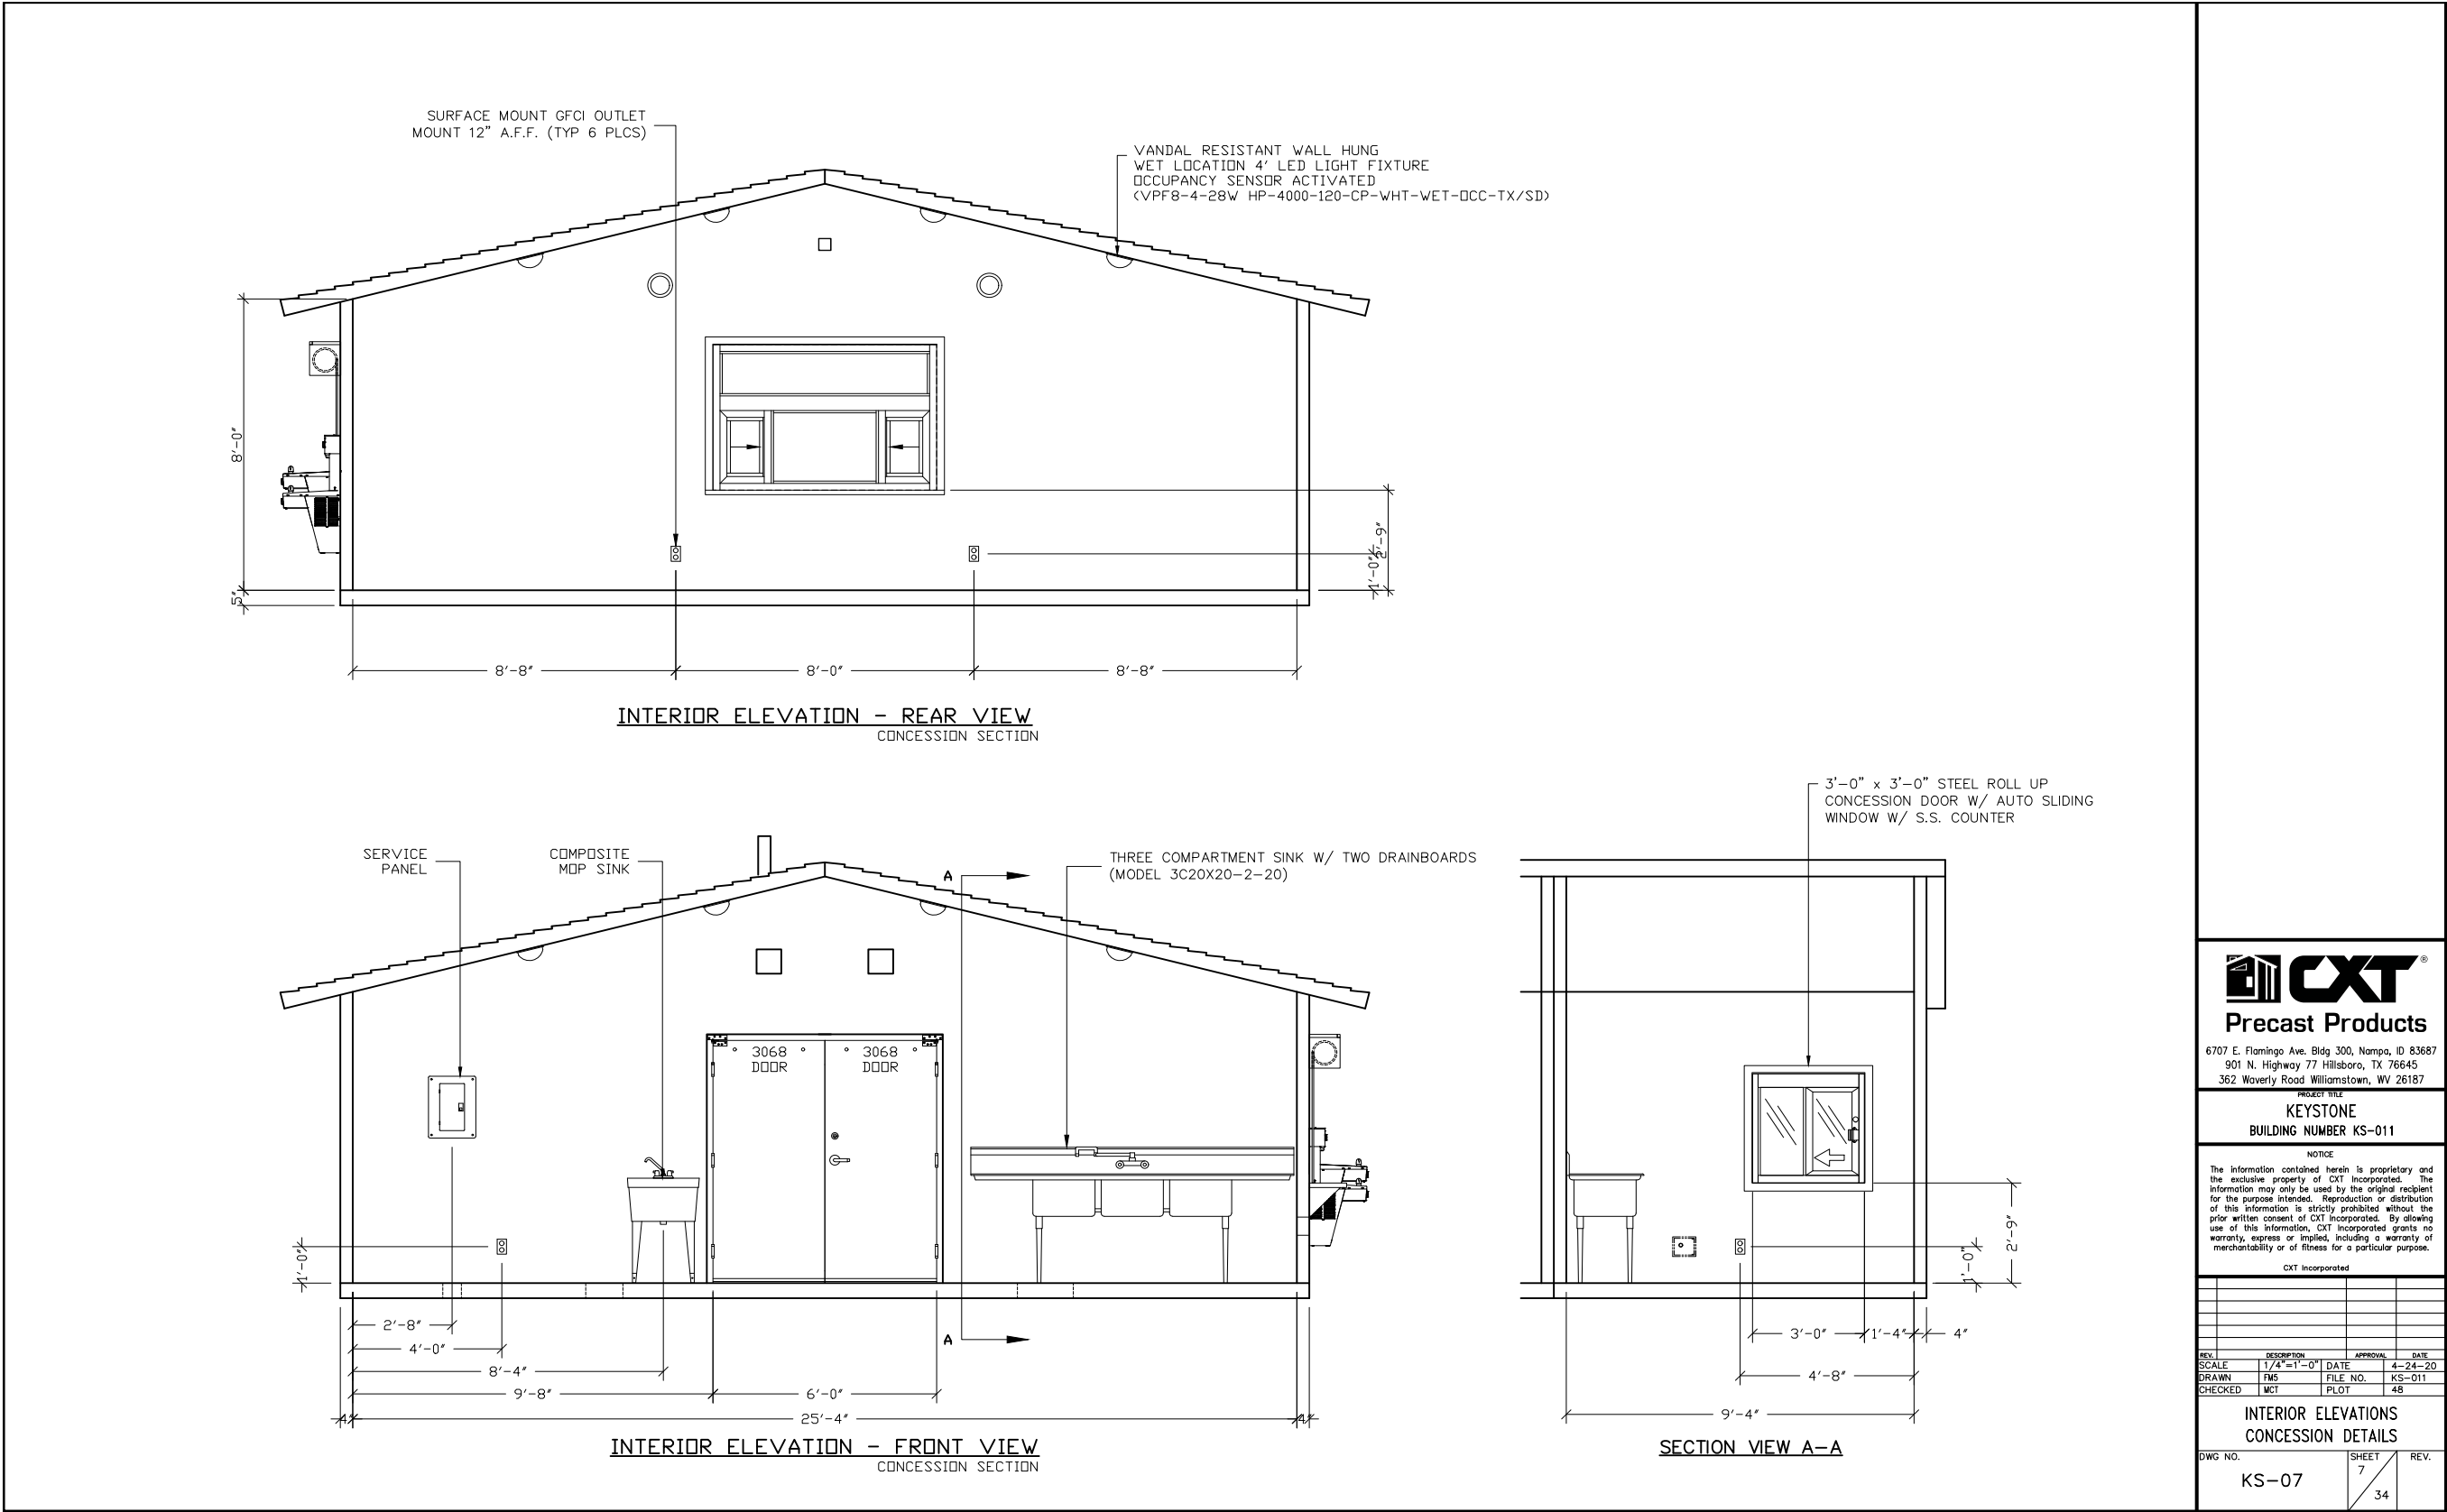 SURFACE MOUNT GFCI OUTLET
MOUNT 12" A.F.F. (TYP 6 PLCS)
VANDAL RESISTANT WALL HUNG
WET LOCATION 4' LED LIGHT FIXTURE
OCCUPANCY SENSOR ACTIVATED
(VPF8-4-28W HP-4000-120-CP-WHT-WET-OCC-TX/SD)
8'-0"
5"
2'-9"
1'-0"
8'-8"
8'-0"
8'-8"
INTERIOR ELEVATION - REAR VIEW
CONCESSION SECTION
SERVICE
PANEL
COMPOSITE
MOP SINK
A
THREE COMPARTMENT SINK W/ TWO DRAINBOARDS
(MODEL 3C20X20-2-20)
3068
DOOR
3068
DOOR
1'-0"
2'-8"
4'-0"
8'-4"
9'-8"
6'-0"
A
4"
25'-4"
4"
INTERIOR ELEVATION - FRONT VIEW
CONCESSION SECTION
3'-0" x 3'-0" STEEL ROLL UP
CONCESSION DOOR W/ AUTO SLIDING
WINDOW W/ S.S. COUNTER
2'-9"
1'-0"
3'-0"
1'-4"
4"
4'-8"
9'-4"
SECTION VIEW A-A
CXT®
Precast Products
6707 E. Flamingo Ave. Bldg 300, Nampa, ID 83687
901 N. Highway 77 Hillsboro, TX 76645
362 Waverly Road Williamstown, WV 26187
PROJECT TITLE
KEYSTONE
BUILDING NUMBER KS-011
NOTICE
The information contained herein is proprietary and
the exclusive property of CXT Incorporated. The
information may only be used by the original recipient
for the purpose intended. Reproduction or distribution
of this information is strictly prohibited without the
prior written consent of CXT Incorporated. By allowing
use of this information, CXT Incorporated grants no
warranty, express or implied, including a warranty of
merchantability or of fitness for a particular purpose.
CXT Incorporated
REV. DESCRIPTION APPROVAL DATE
SCALE 1/4"=1'-0" DATE 4-24-20
DRAWN FMS FILE NO. KS-011
CHECKED MCT PLOT 48
INTERIOR ELEVATIONS
CONCESSION DETAILS
DWG NO. SHEET REV.
KS-07 7/34